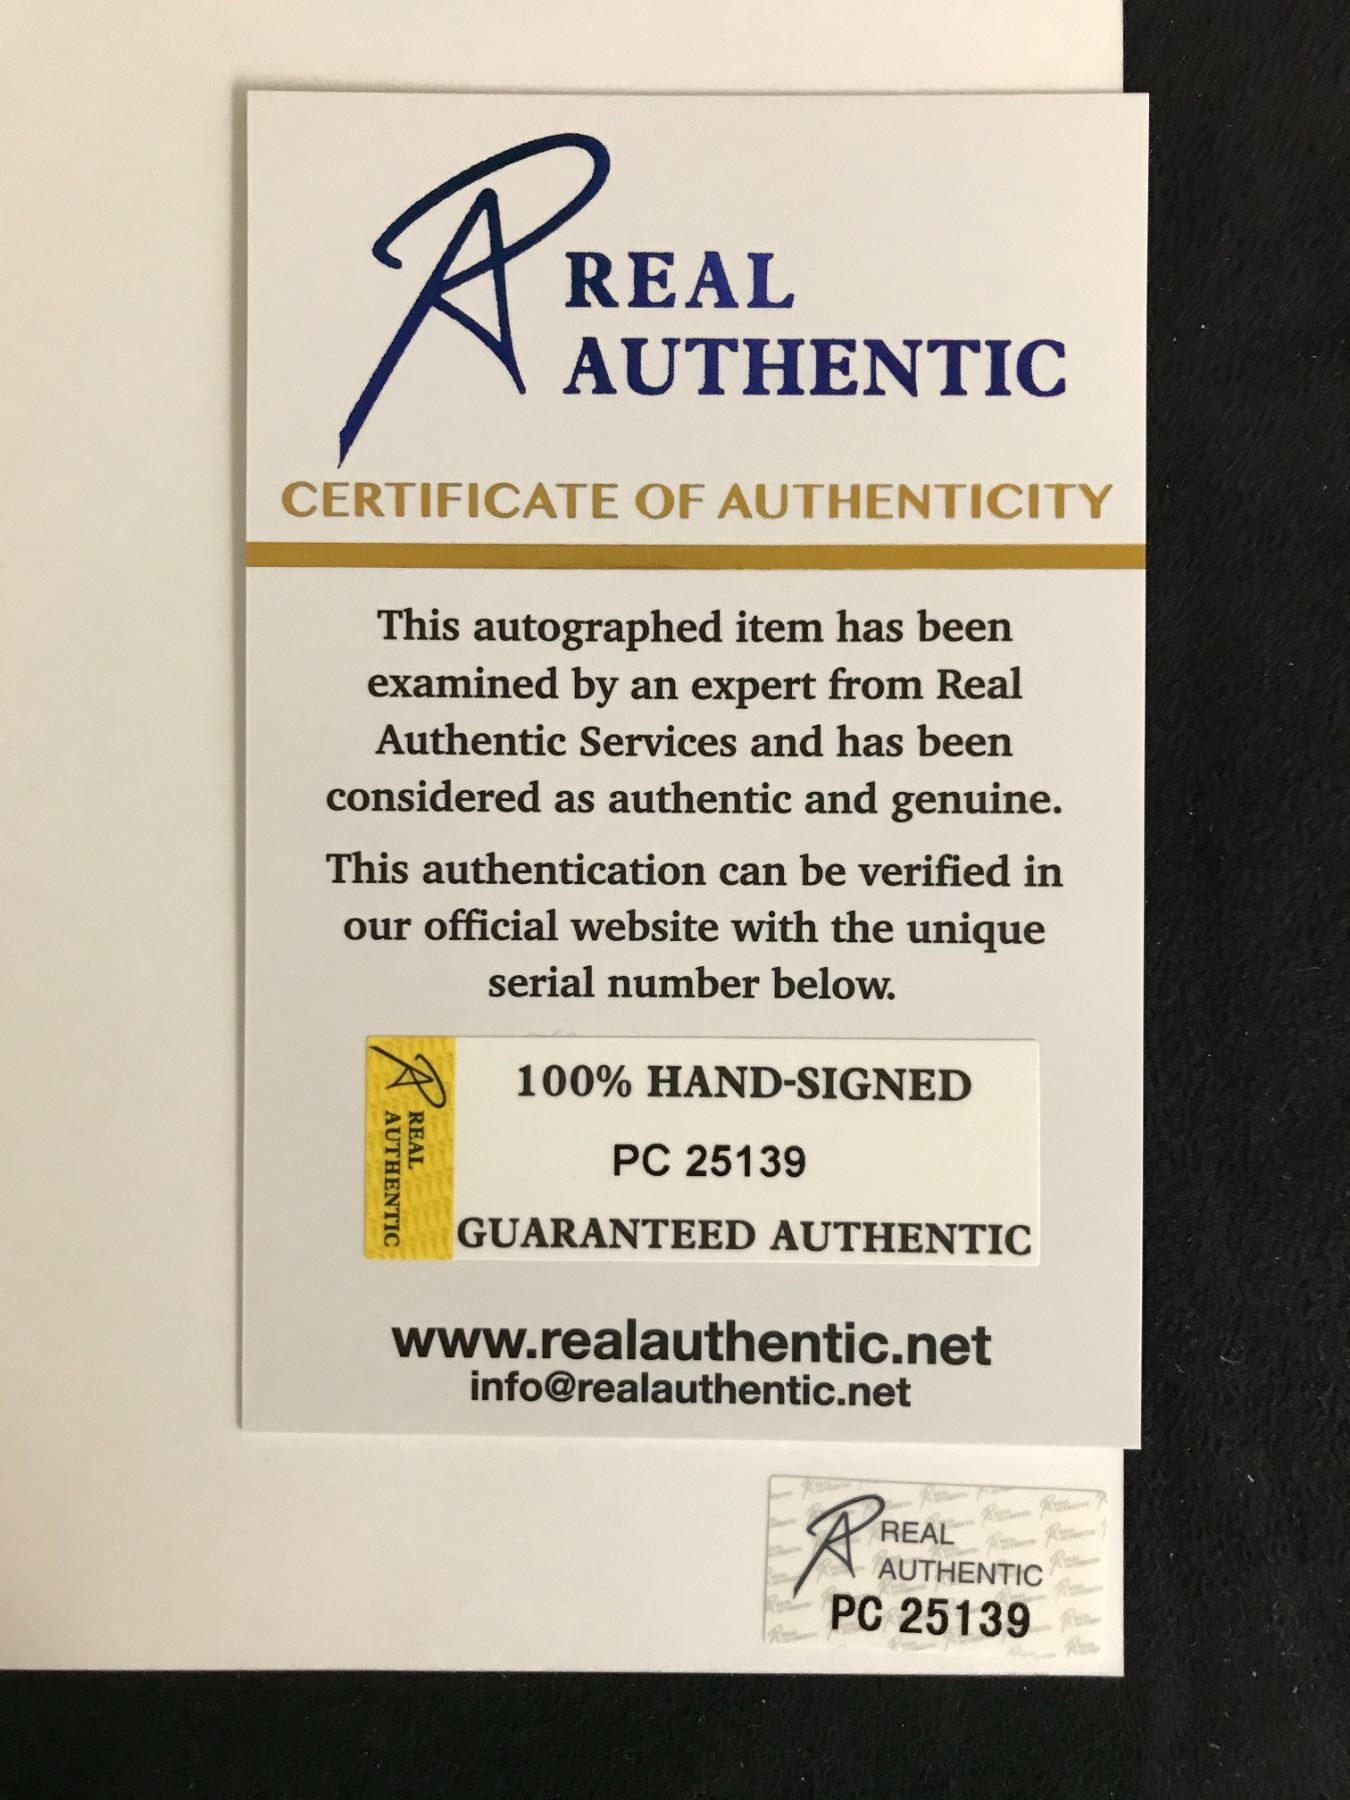 REAL
AUTHENTIC
CERTIFICATE OF AUTHENTICITY
This autographed item has been
examined by an expert from Real
Authentic Services and has been
considered as authentic and genuine.
This authentication can be verified in
our official website with the unique
serial number below.
REAL
AUTHENTIC
100% HAND-SIGNED
PC 25139
GUARANTEED AUTHENTIC
www.realauthentic.net
info@realauthentic.net
REAL
AUTHENTIC
PC 25139